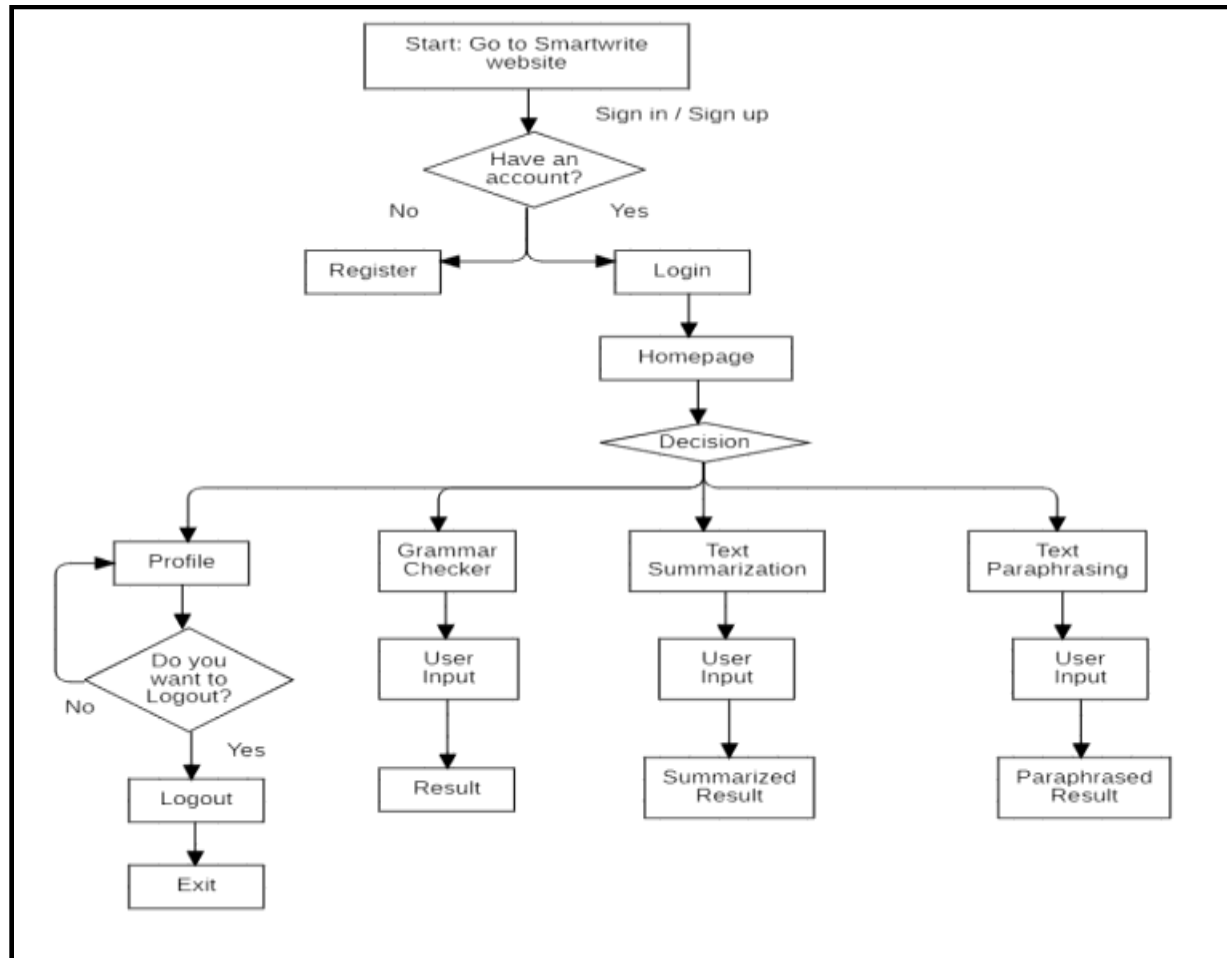 Start: Go to Smartwrite
website
Sign in / Sign up
Have an
account?
No
Yes
Register
Login
Homepage
Decision
Profile
Grammar
Checker
Text
Summarization
Text
Paraphrasing
Do you
want to
Logout?
User
Input
User
Input
User
Input
No
Yes
Logout
Result
Summarized
Result
Paraphrased
Result
Exit